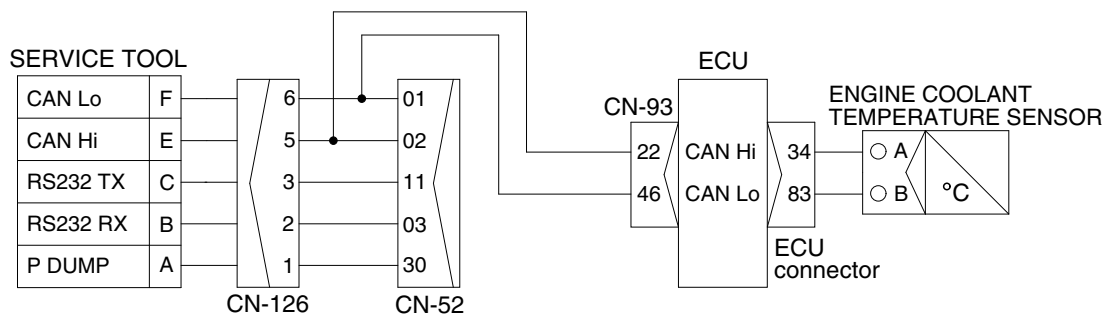 SERVICE TOOL
CAN Lo F
CAN Hi E
RS232 TX C
RS232 RX B
P DUMP A
6
5
3
2
1
CN-126
01
02
11
03
30
CN-52
CN-93
22
46
ECU
CAN Hi
CAN Lo
34
83
ECU
connector
ENGINE COOLANT
TEMPERATURE SENSOR
A
B
°C